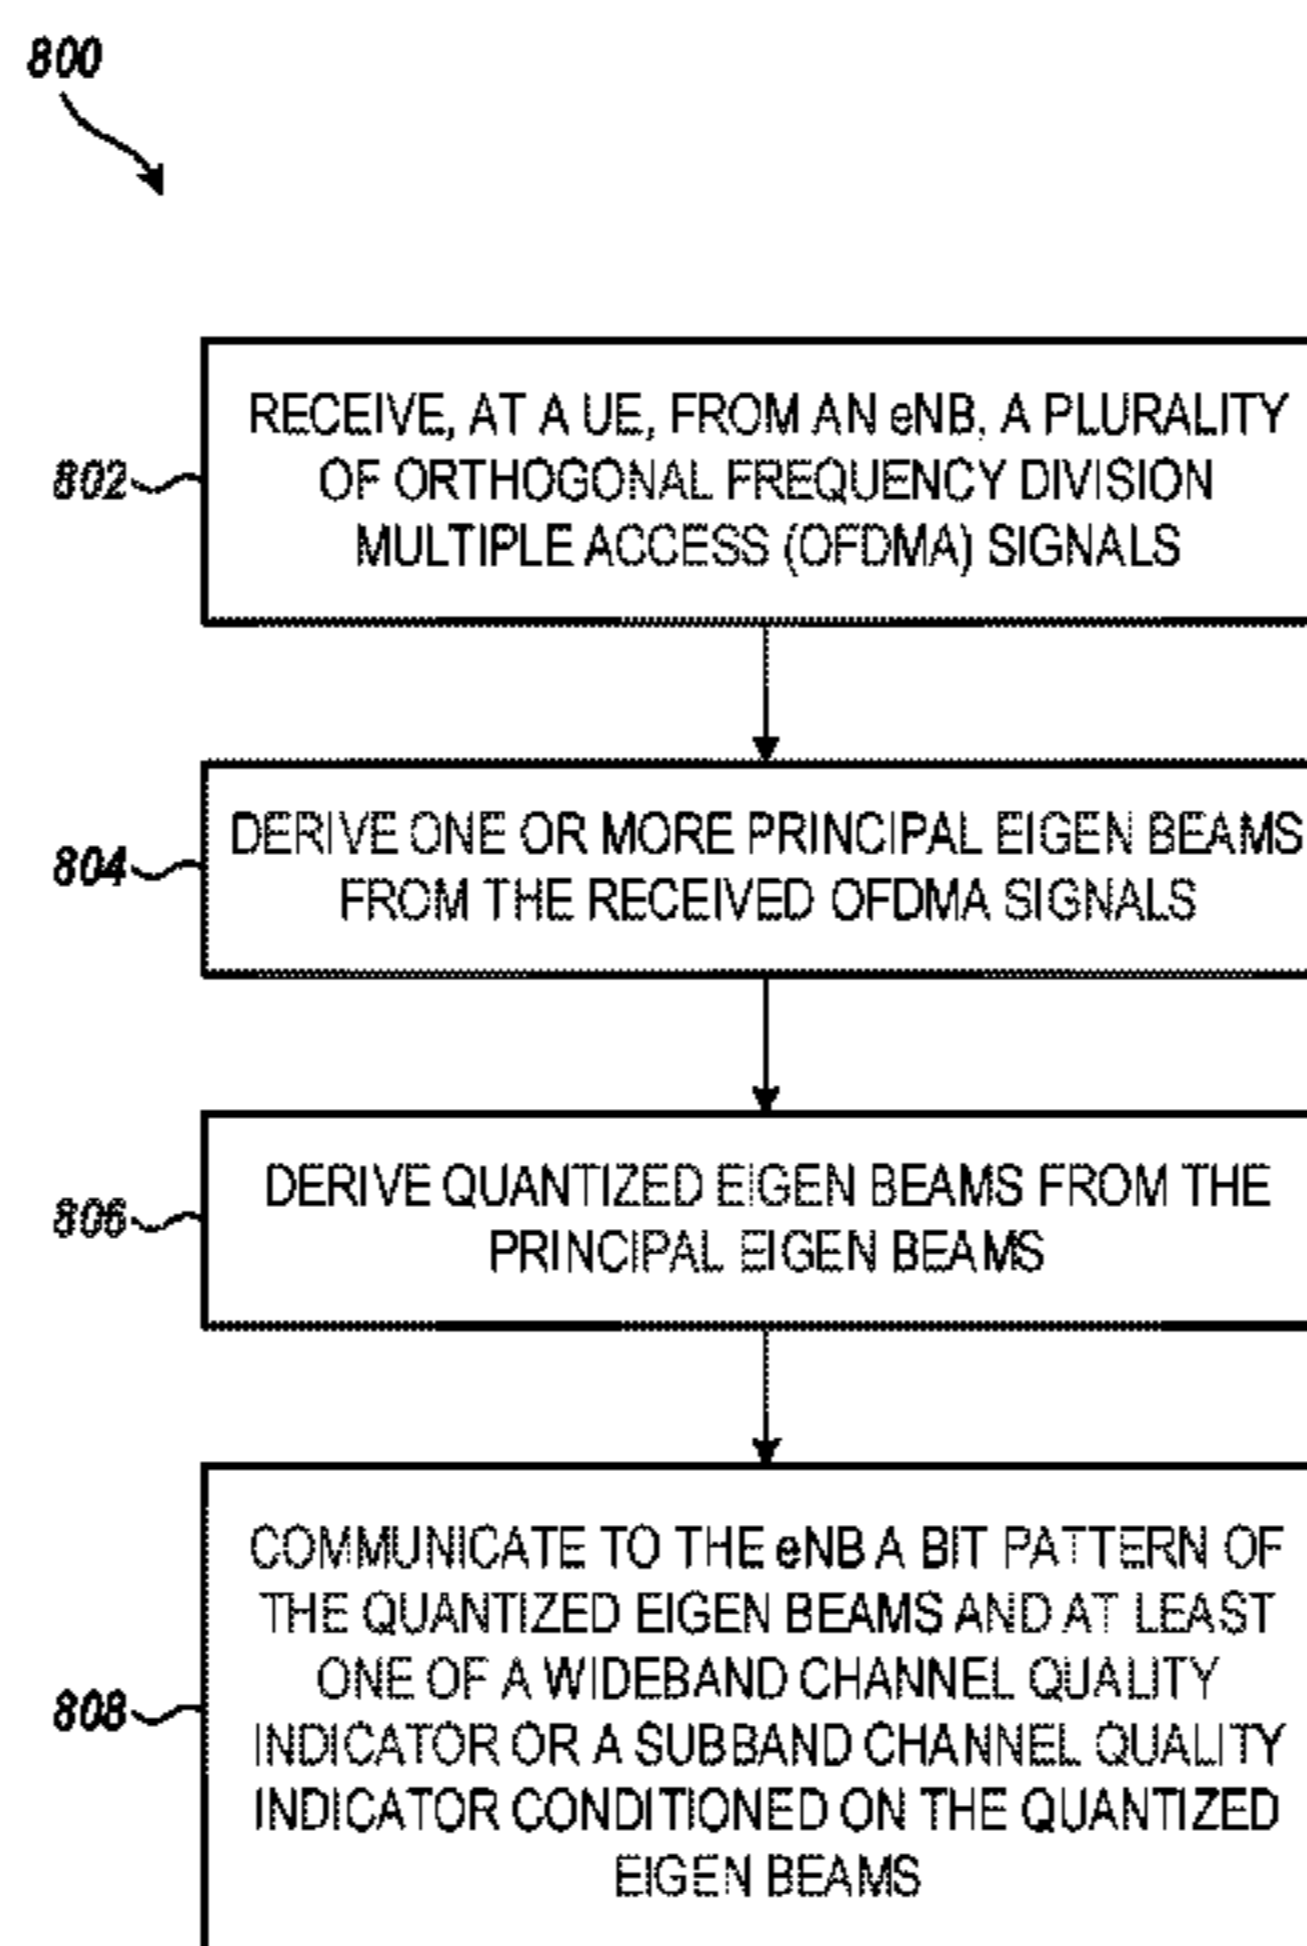 800
802
RECEIVE, AT A UE, FROM AN eNB, A PLURALITY
OF ORTHOGONAL FREQUENCY DIVISION
MULTIPLE ACCESS (OFDMA) SIGNALS
804
DERIVE ONE OR MORE PRINCIPAL EIGEN BEAMS
FROM THE RECEIVED OFDMA SIGNALS
806
DERIVE QUANTIZED EIGEN BEAMS FROM THE
PRINCIPAL EIGEN BEAMS
808
COMMUNICATE TO THE eNB A BIT PATTERN OF
THE QUANTIZED EIGEN BEAMS AND AT LEAST
ONE OF A WIDEBAND CHANNEL QUALITY
INDICATOR OR A SUBBAND CHANNEL QUALITY
INDICATOR CONDITIONED ON THE QUANTIZED
EIGEN BEAMS